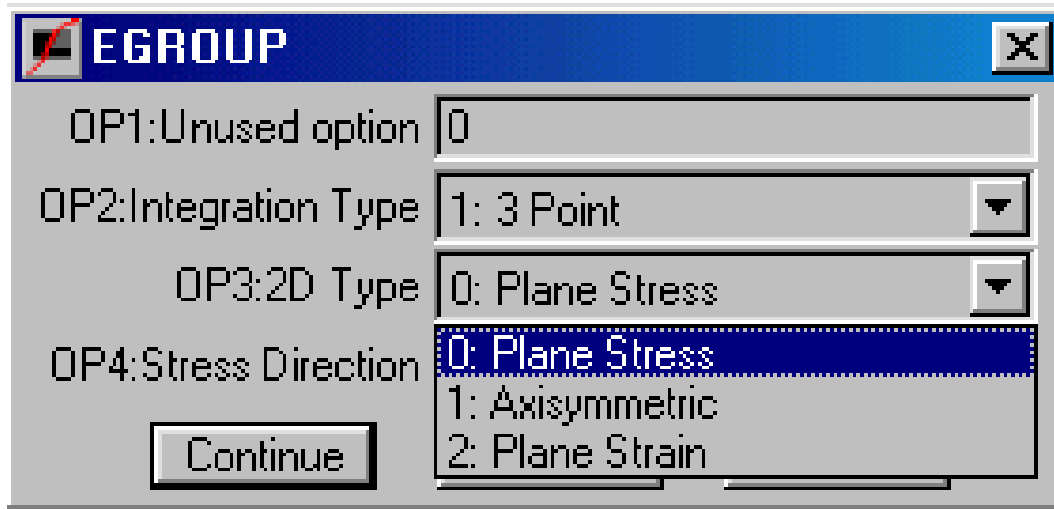 EGROUP
OP1:Unused option 0
OP2:Integration Type 1: 3 Point
OP3:2D Type 0: Plane Stress
OP4:Stress Direction 0: Plane Stress
1: Axisymmetric
Continue 2: Plane Strain